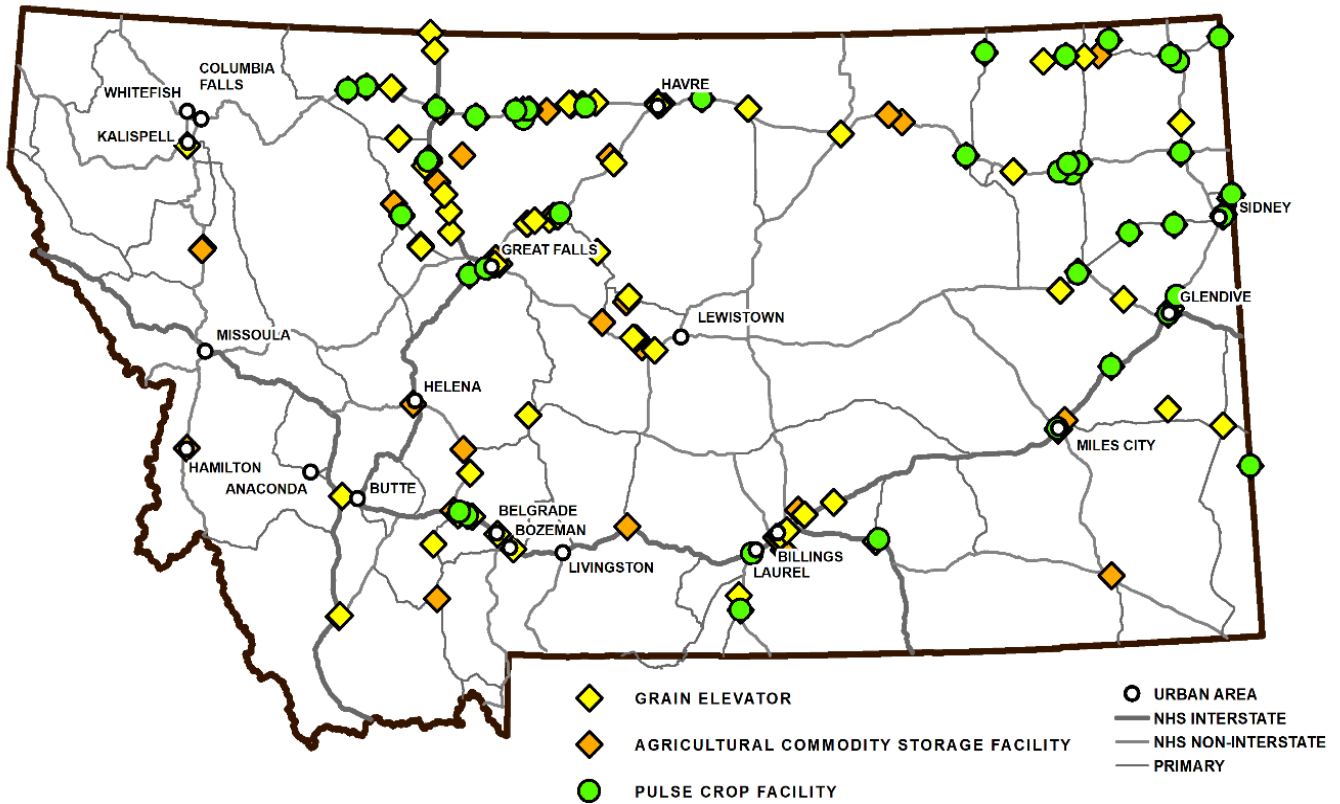 COLUMBIA
FALLS
WHITEFISH
KALISPELL
HAVRE
SIDNEY
GREAT FALLS
GLENDIVE
LEWISTOWN
MISSOULA
HELENA
MILES CITY
HAMILTON
ANACONDA
BUTTE
BELGRADE
BOZEMAN
LIVINGSTON
BILLINGS
LAUREL
GRAIN ELEVATOR
AGRICULTURAL COMMODITY STORAGE FACILITY
PULSE CROP FACILITY
URBAN AREA
NHS INTERSTATE
NHS NON-INTERSTATE
PRIMARY